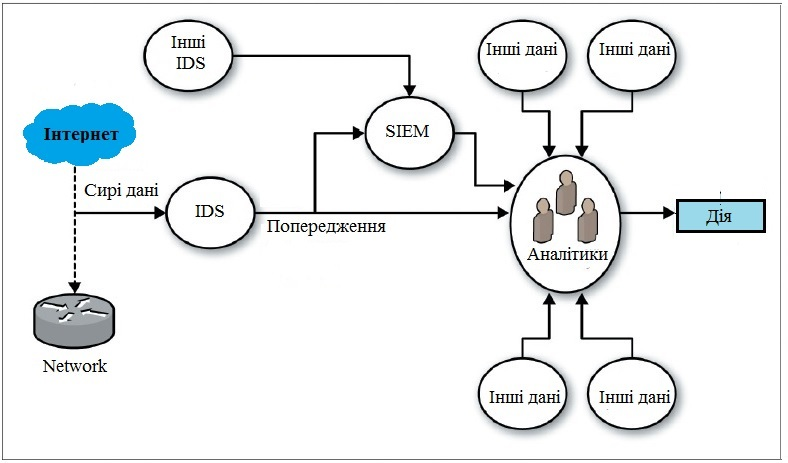 Інші
IDS
Інші дані
Інші дані
Інтернет
SIEM
Сирі дані
IDS
Попередження
Аналітики
Дія
Network
Інші дані
Інші дані